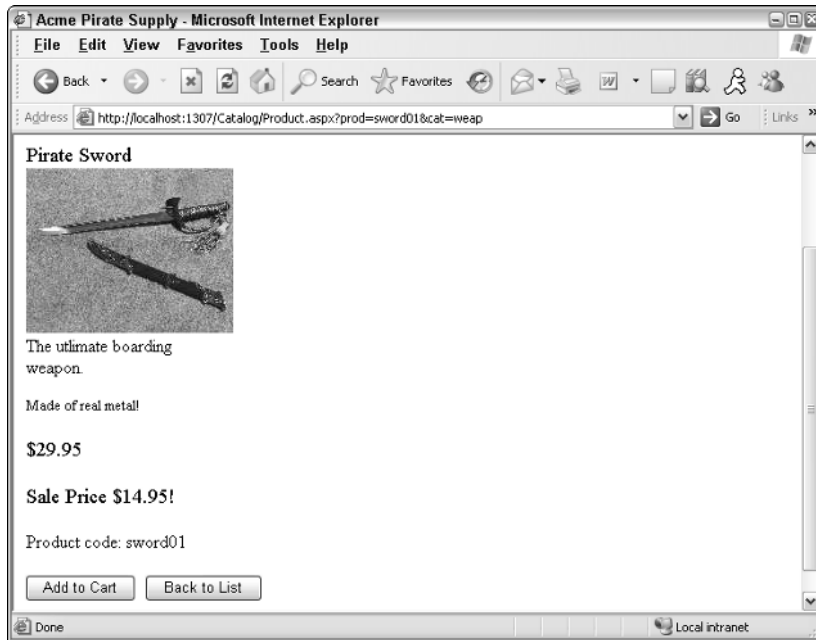 Acme Pirate Supply - Microsoft Internet Explorer
File Edit View Favorites Tools Help
Back Search Favorites W
Address http://localhost:1307/Catalog/Product.aspx?prod=sword01&cat=weap Go Links »
Pirate Sword
The utlimate boarding
weapon.
Made of real metal!
$29.95
Sale Price $14.95!
Product code: sword01
Add to Cart Back to List
Done Local intranet